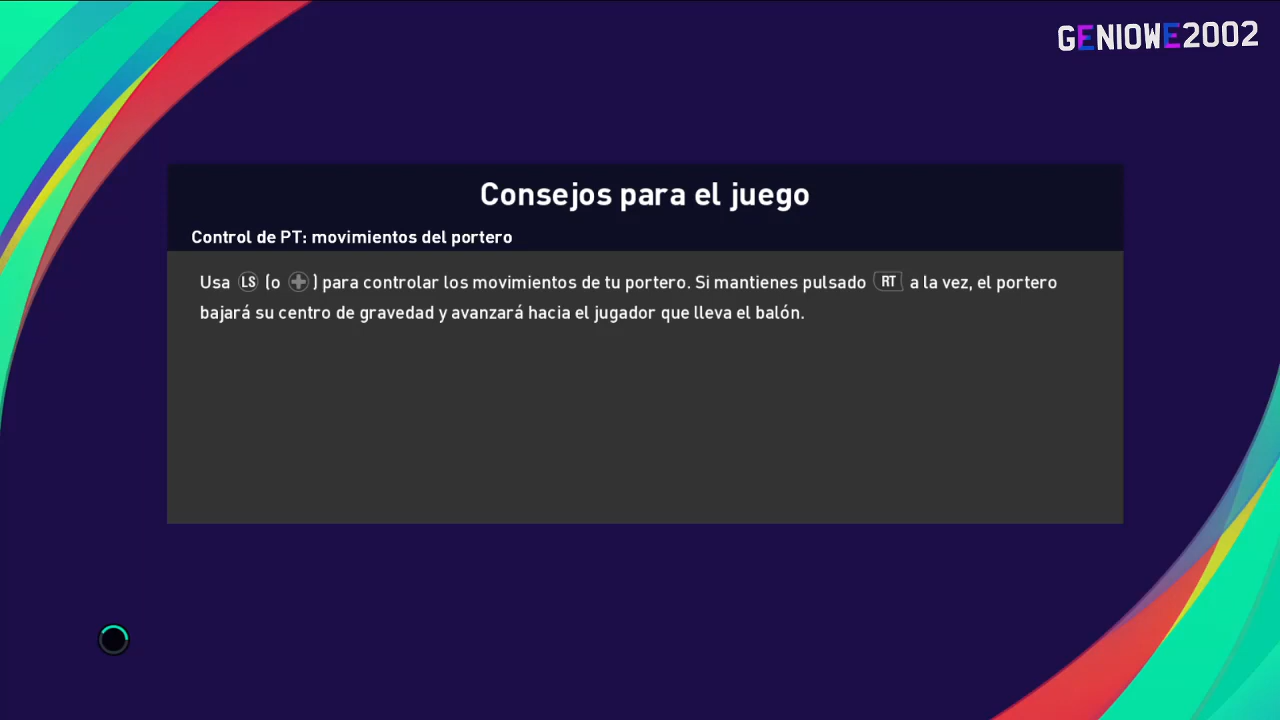 GENIOWE2002
Consejos para el juego
Control de PT: movimientos del portero
Usa LS (o ) para controlar los movimientos de tu portero. Si mantienes pulsado RT a la vez, el portero
bajará su centro de gravedad y avanzará hacia el jugador que lleva el balón.